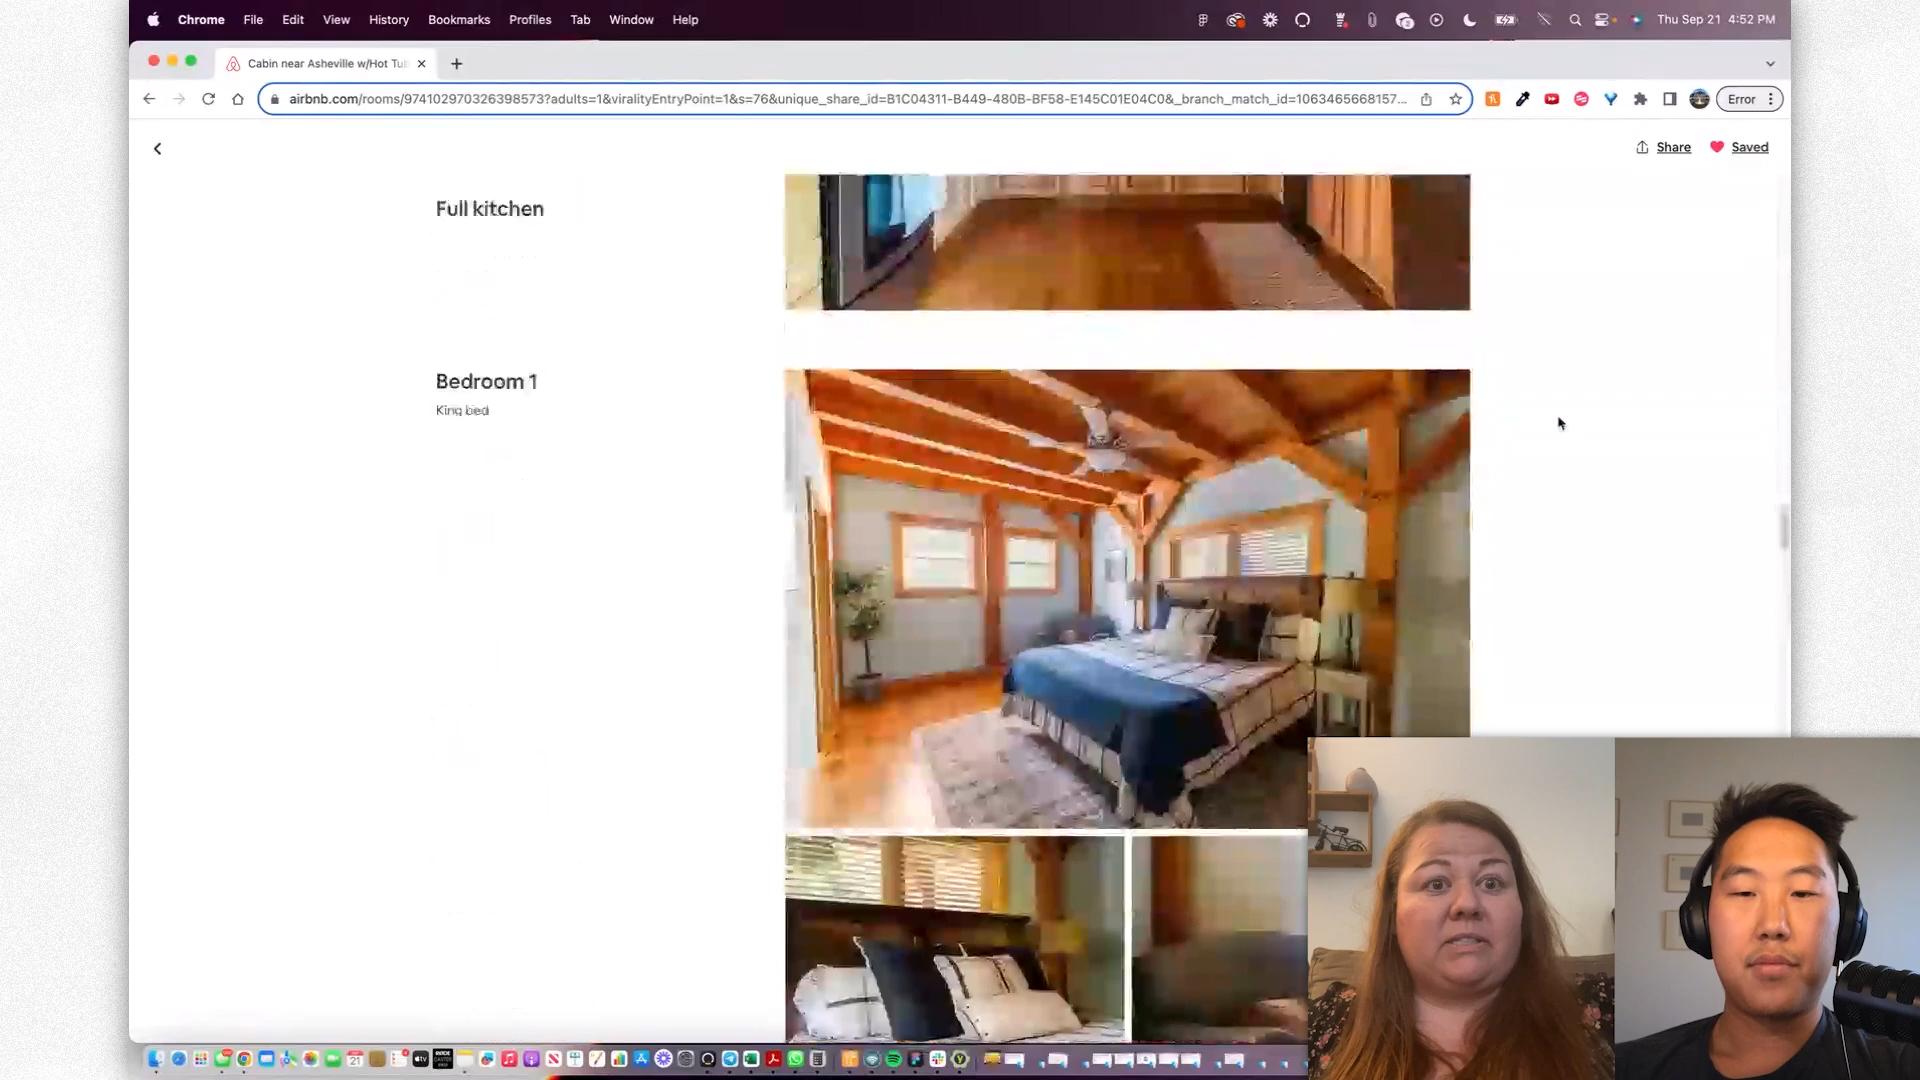 Chrome File Edit View History Bookmarks Profiles Tab Window Help Thu Sep 21 4:52 PM
Cabin near Asheville w/Hot Tu
airbnb.com/rooms/974102970326398573?adults=1&viralityEntryPoint=1&s=76&unique_share_id=B1C04311-B449-480B-BF58-E145C01E04C0&_branch_match_id=1063465668157... Error
Share Saved
Full kitchen
Bedroom 1
King bed